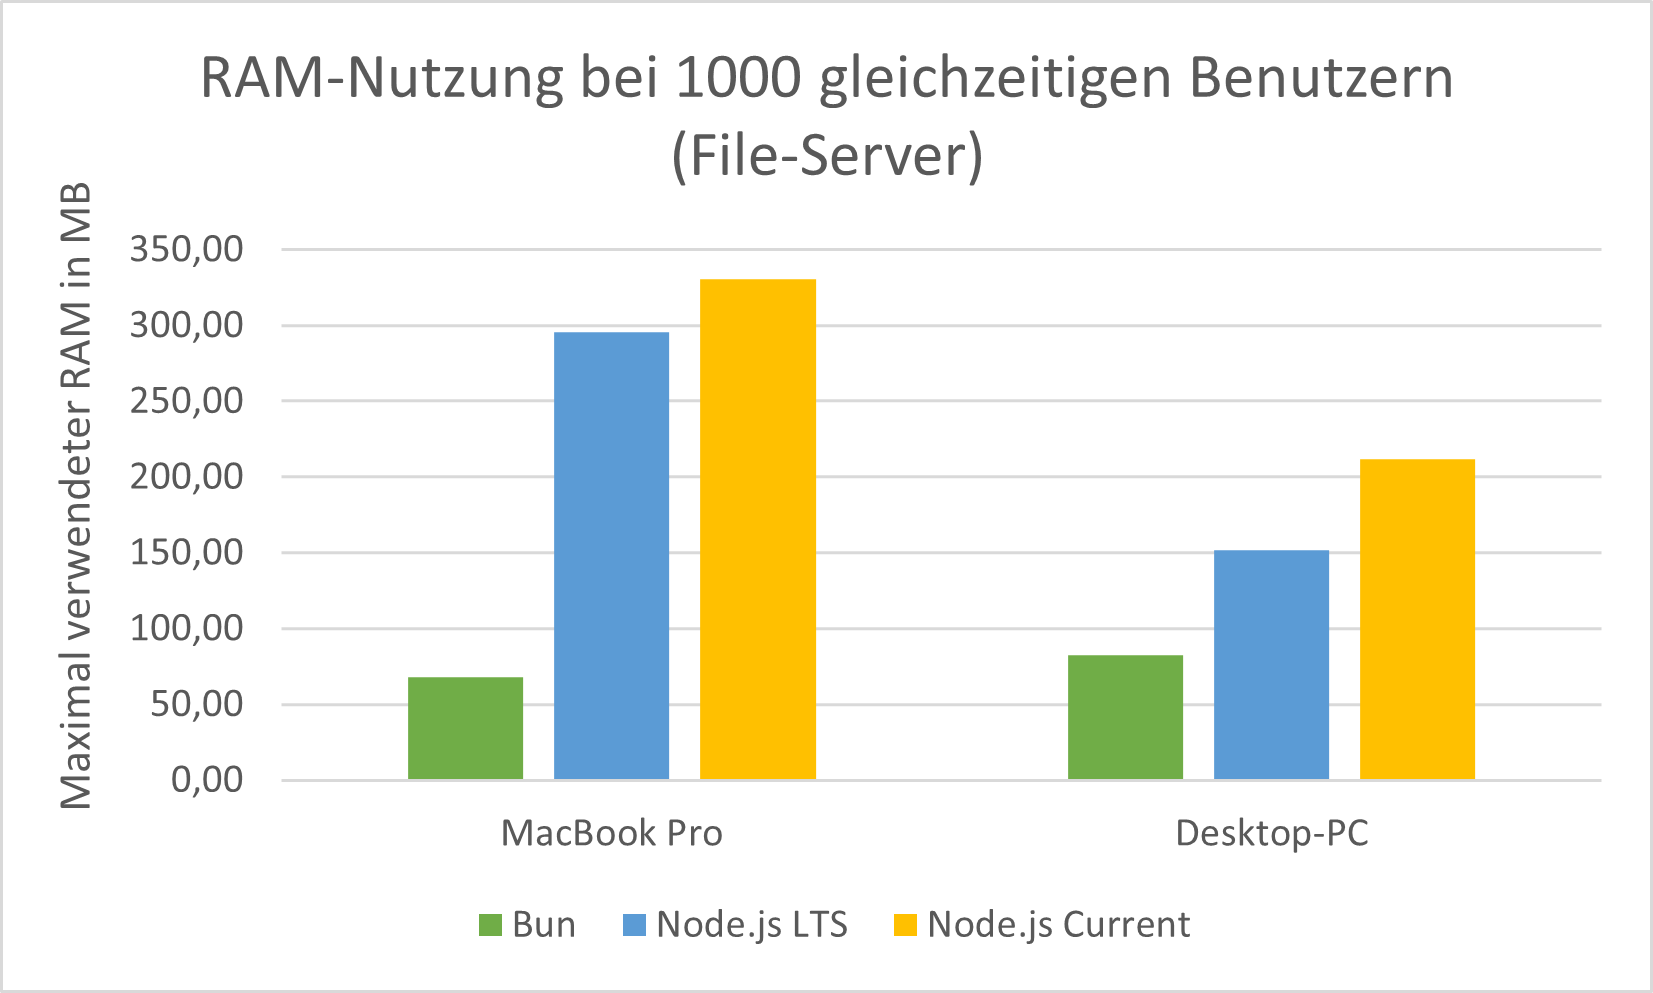 RAM-Nutzung bei 1000 gleichzeitigen Benutzern
(File-Server)
Maximal verwendeter RAM in MB
350,00
300,00
250,00
200,00
150,00
100,00
50,00
0,00
MacBook Pro
Desktop-PC
Bun
Node.js LTS
Node.js Current